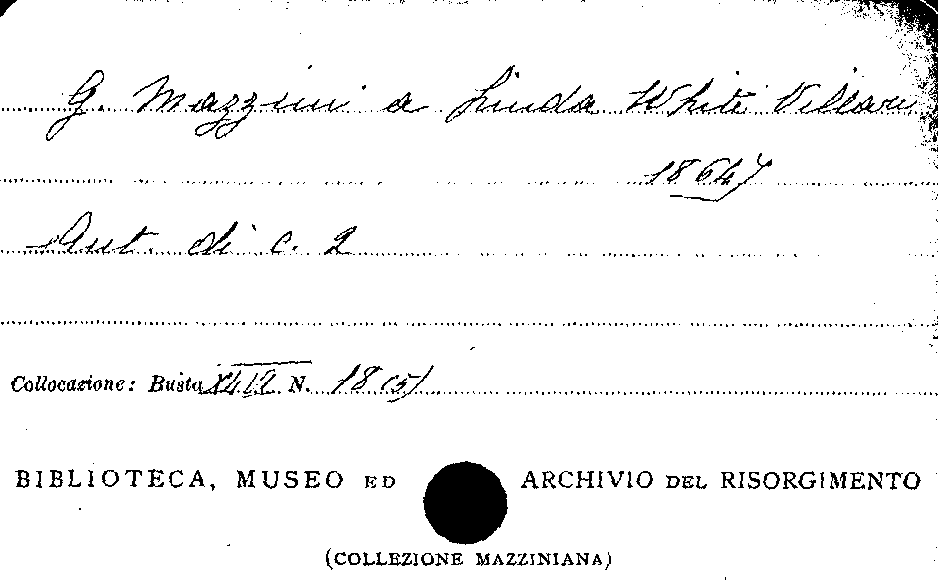 G. Mazzini a Linda White Villari
1864
Aut. di c. 2
Collocazione: Busta N. 18 (5)
BIBLIOTECA, MUSEO ED ARCHIVIO DEL RISORGIMENTO
(COLLEZIONE MAZZINIANA)